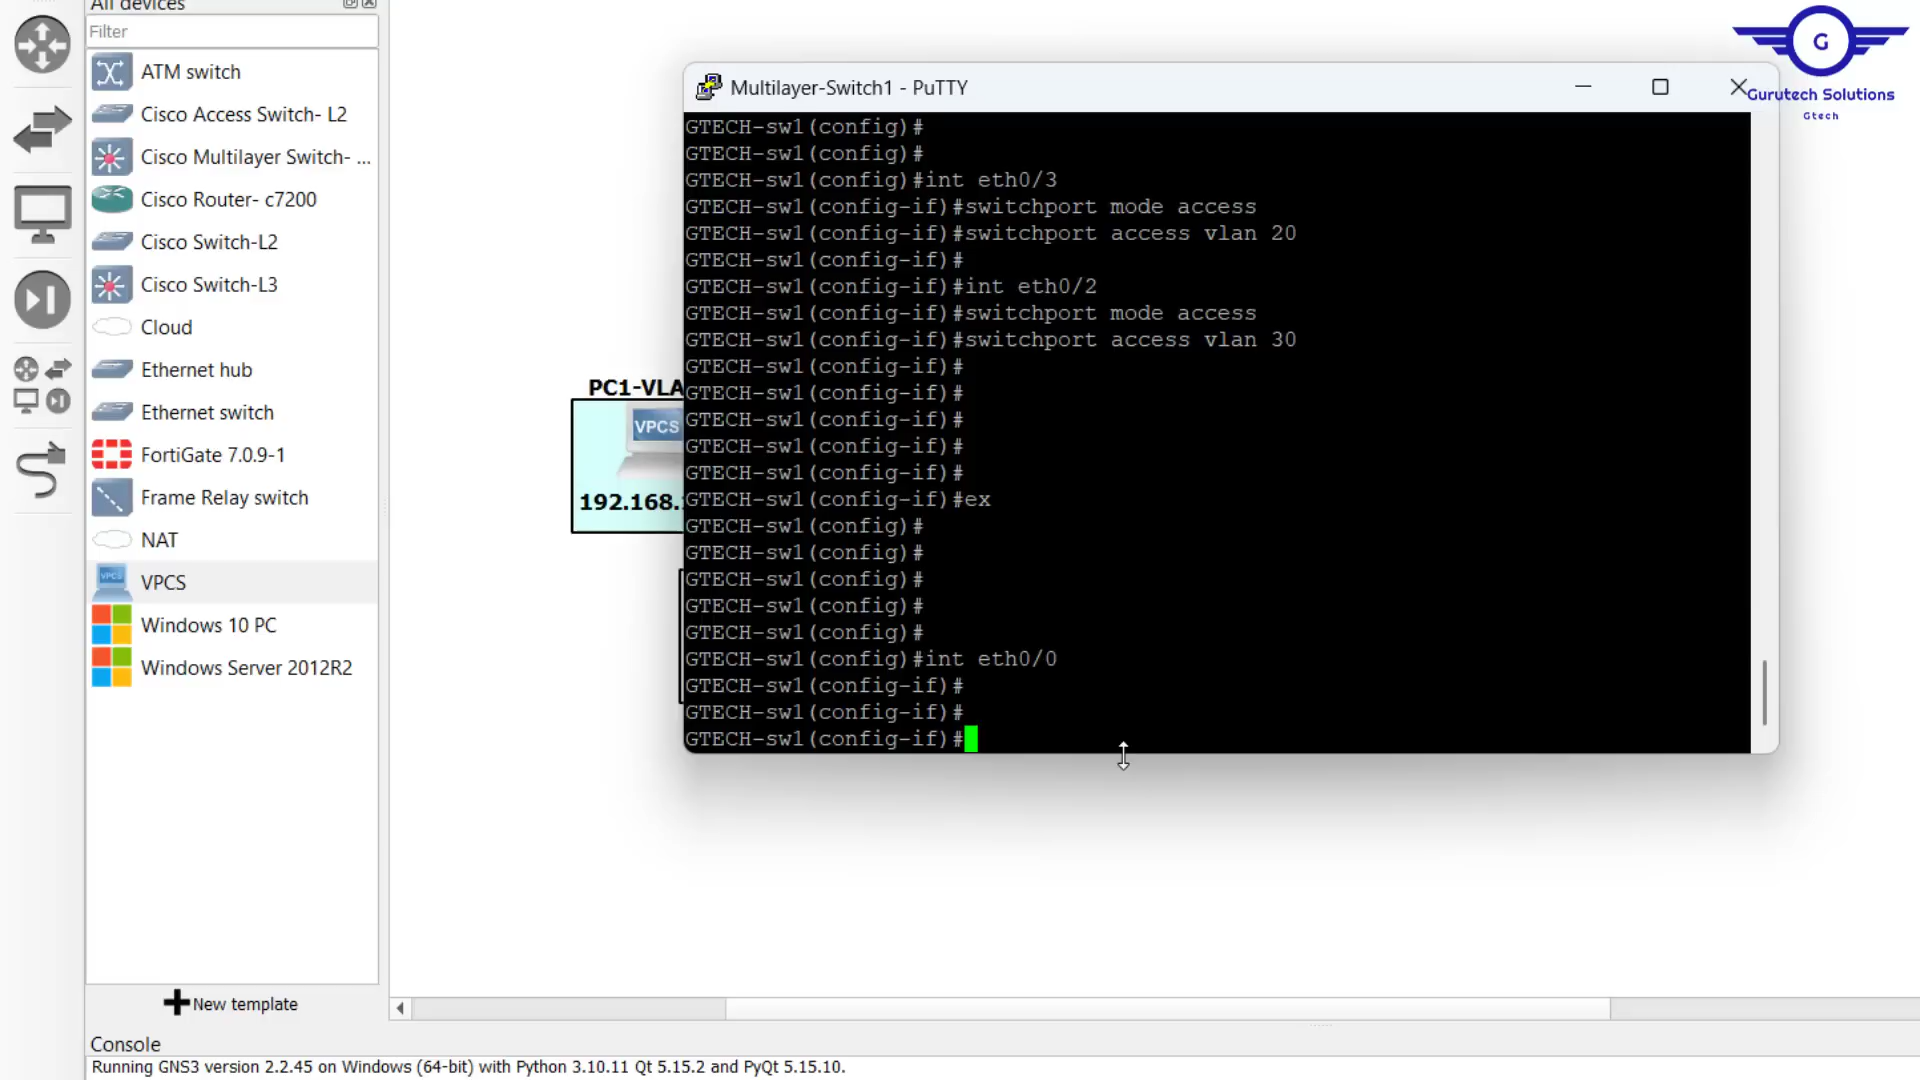 All devices
Filter
ATM switch
Cisco Access Switch- L2
Cisco Multilayer Switch- ...
Cisco Router- c7200
Cisco Switch-L2
Cisco Switch-L3
Cloud
Ethernet hub
Ethernet switch
FortiGate 7.0.9-1
Frame Relay switch
NAT
VPCS
VPCS
Windows 10 PC
Windows Server 2012R2
New template
Console
Running GNS3 version 2.2.45 on Windows (64-bit) with Python 3.10.11 Qt 5.15.2 and PyQt 5.15.10.
PC1-VLA
VPCS
192.168.
Multilayer-Switch1 - PuTTY
GTECH-sw1(config)#
GTECH-sw1(config)#
GTECH-sw1(config)#int eth0/3
GTECH-sw1(config-if)#switchport mode access
GTECH-sw1(config-if)#switchport access vlan 20
GTECH-sw1(config-if)#
GTECH-sw1(config-if)#int eth0/2
GTECH-sw1(config-if)#switchport mode access
GTECH-sw1(config-if)#switchport access vlan 30
GTECH-sw1(config-if)#
GTECH-sw1(config-if)#
GTECH-sw1(config-if)#
GTECH-sw1(config-if)#
GTECH-sw1(config-if)#
GTECH-sw1(config-if)#ex
GTECH-sw1(config)#
GTECH-sw1(config)#
GTECH-sw1(config)#
GTECH-sw1(config)#
GTECH-sw1(config)#
GTECH-sw1(config)#int eth0/0
GTECH-sw1(config-if)#
GTECH-sw1(config-if)#
GTECH-sw1(config-if)#
G
Gurutech Solutions
Gtech